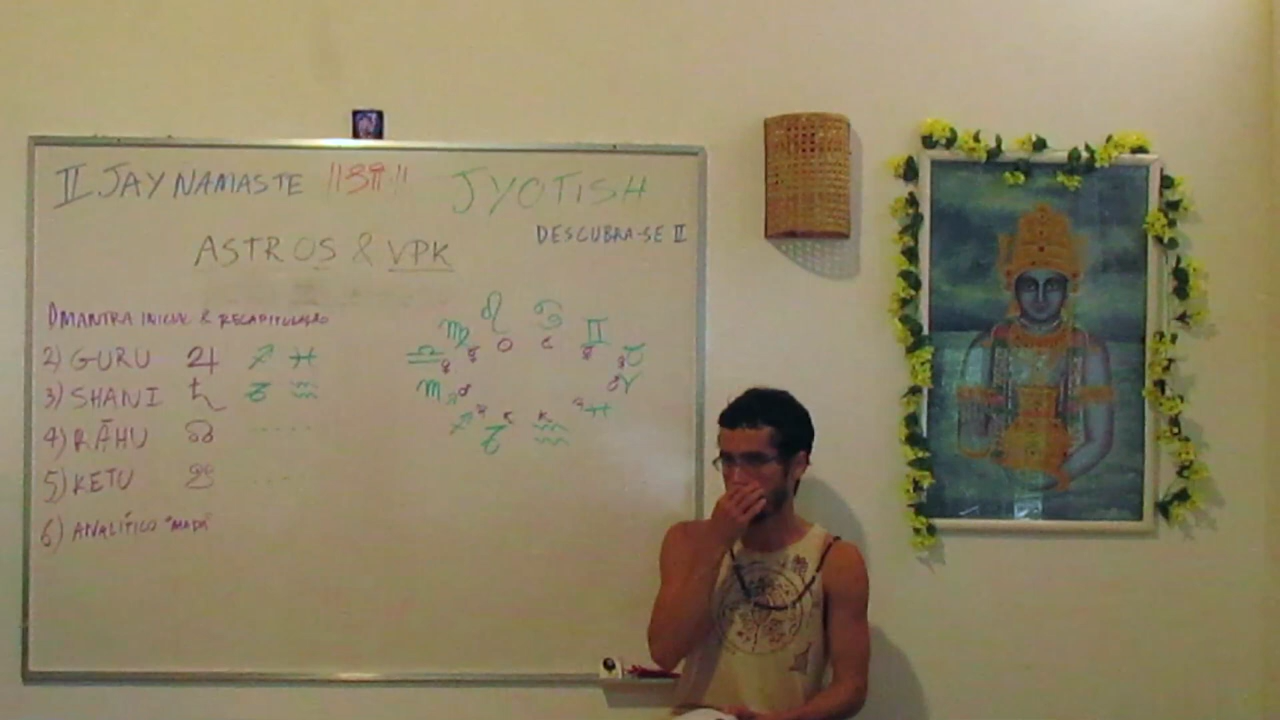 II. JAY NAMASTE ||ॐ|| JYOTISH
DESCUBRA-SE II
ASTROS & VPK
1) MANTRA INICIAL & RECAPITULAÇÃO
2) GURU ♃ ♐ ♓
3) SHANI ♄ ♑ ♒
4) RĀHU ☊ .....
5) KETU ☋ ....
6) ANALÍTICO "MAPA"
♌ ♋
♍ ♊
♎ ♉
♏ ♂ ♂ ♈
♐ ♑ ♒ ♓